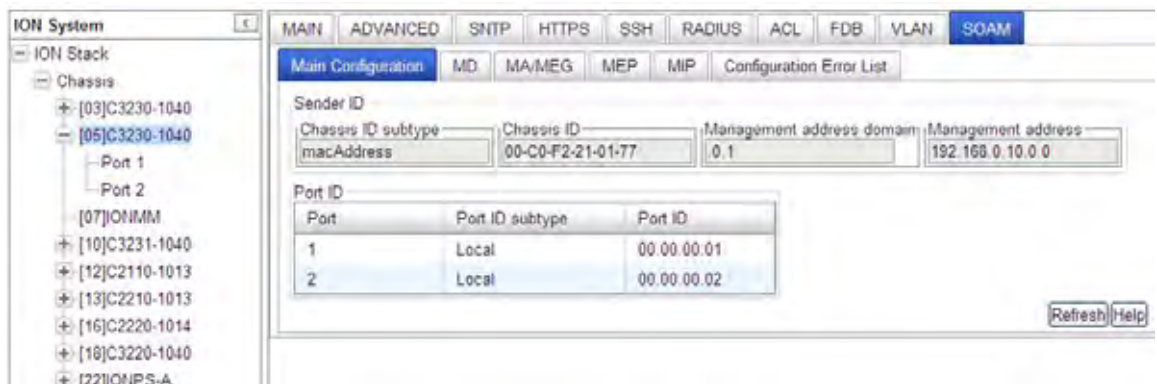 ION System
ION Stack
Chassis
[03]C3230-1040
[05]C3230-1040
Port 1
Port 2
[07]IONMM
[10]C3231-1040
[12]C2110-1013
[13]C2210-1013
[16]C2220-1014
[18]C3220-1040
[22]IONPS-A
MAIN ADVANCED SNTP HTTPS SSH RADIUS ACL FDB VLAN SOAM
Main Configuration MD MA/MEG MEP MIP Configuration Error List
Sender ID
Chassis ID subtype Chassis ID Management address domain Management address
macAddress 00-C0-F2-21-01-77 0.1 192.168.0.10.0.0
Port ID
Port Port ID subtype Port ID
1 Local 00.00.00.01
2 Local 00.00.00.02
Refresh Help